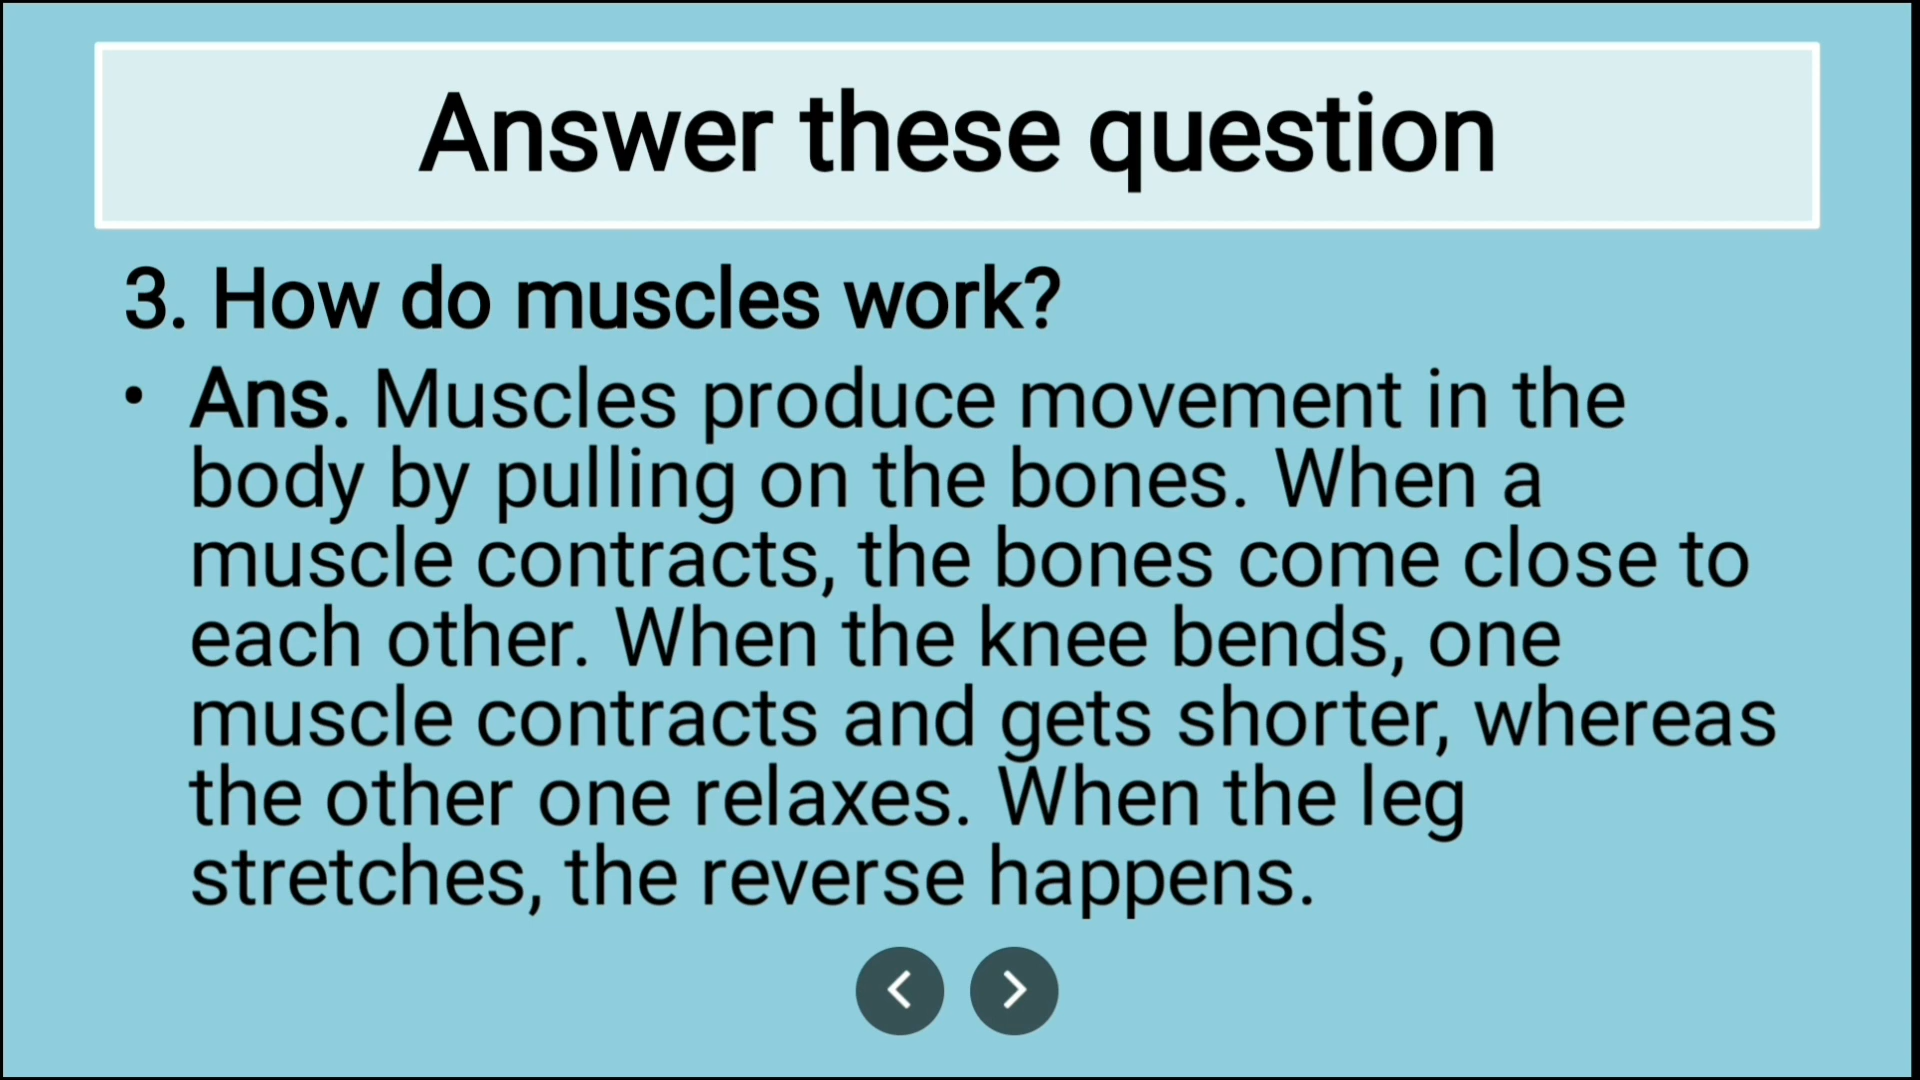 Answer these question
3. How do muscles work?
• Ans. Muscles produce movement in the
body by pulling on the bones. When a
muscle contracts, the bones come close to
each other. When the knee bends, one
muscle contracts and gets shorter, whereas
the other one relaxes. When the leg
stretches, the reverse happens.